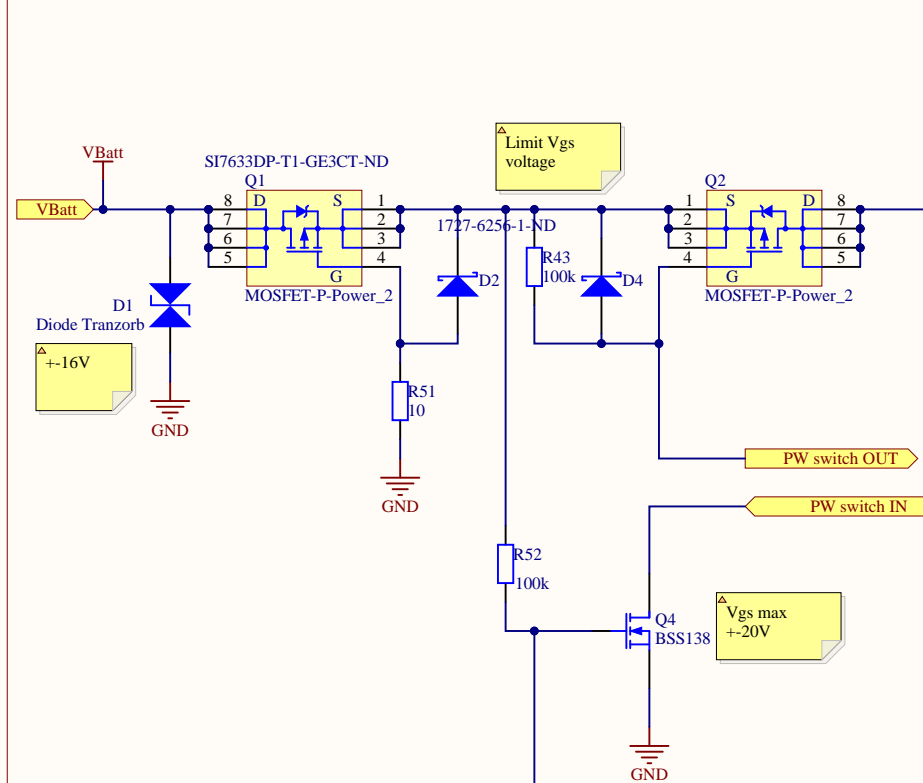 Limit Vgs
voltage
VBatt
SI7633DP-T1-GE3CT-ND
Q1
Q2
VBatt
8
D
S
1
7
2
6
3
5
4
G
1
S
D
8
2
7
3
6
4
5
G
1727-6256-1-ND
R43
100k
D2
D4
MOSFET-P-Power_2
MOSFET-P-Power_2
D1
Diode Tranzorb
+-16V
R51
10
GND
PW switch OUT
GND
PW switch IN
R52
100k
Q4
BSS138
Vgs max
+-20V
GND